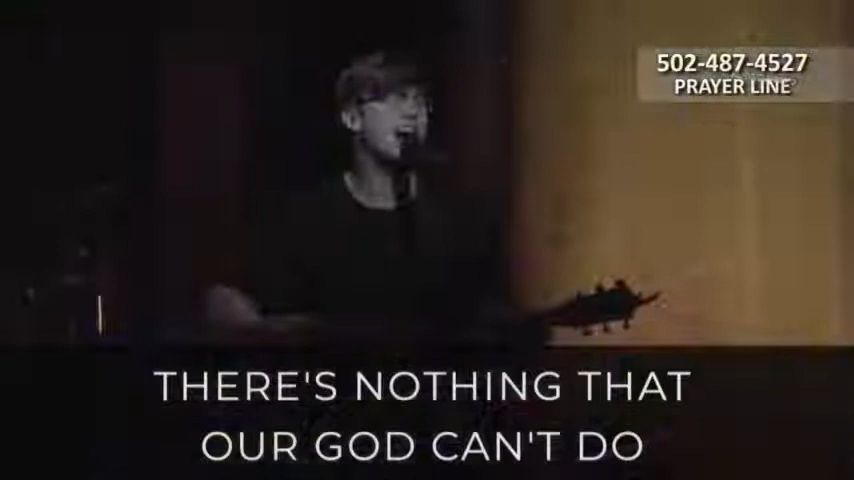 502-487-4527
PRAYER LINE
THERE'S NOTHING THAT
OUR GOD CAN'T DO